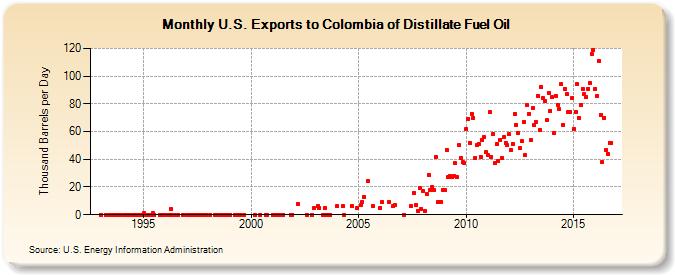 Monthly U.S. Exports to Colombia of Distillate Fuel Oil
Thousand Barrels per Day
120
100
80
60
40
20
0
1995 2000 2005 2010 2015
Source: U.S. Energy Information Administration